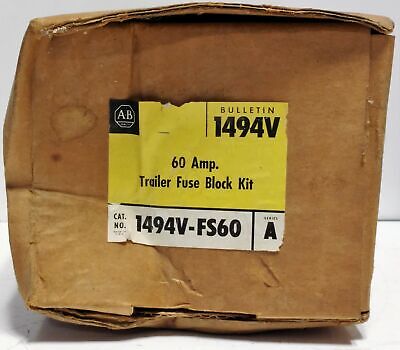 AB
BULLETIN
1494V
60 Amp.
Trailer Fuse Block Kit
CAT. NO. 1494V-FS60
SERIES A